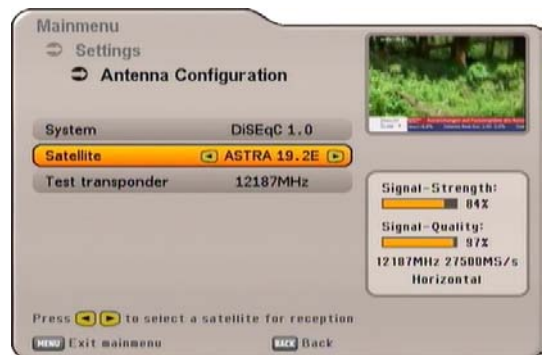 Mainmenu
Settings
Antenna Configuration
System DiSEqC 1.0
Satellite ASTRA 19.2E
Test transponder 12187MHz
Signal-Strength:
84%
Signal-Quality:
97%
12187MHz 27500MS/s
Horizontal
Press to select a satellite for reception
MENU Exit mainmenu BACK Back